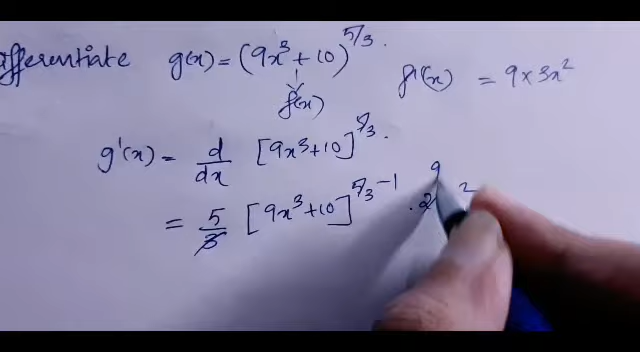 ifferentiate g(x) = (9x³ + 10)^5/3.
f(x)
f'(x) = 9 × 3x²
g'(x) = d/dx [9x³+10]^5/3.
= 5/3 [9x³+10]^5/3 -1 . 2 9 2